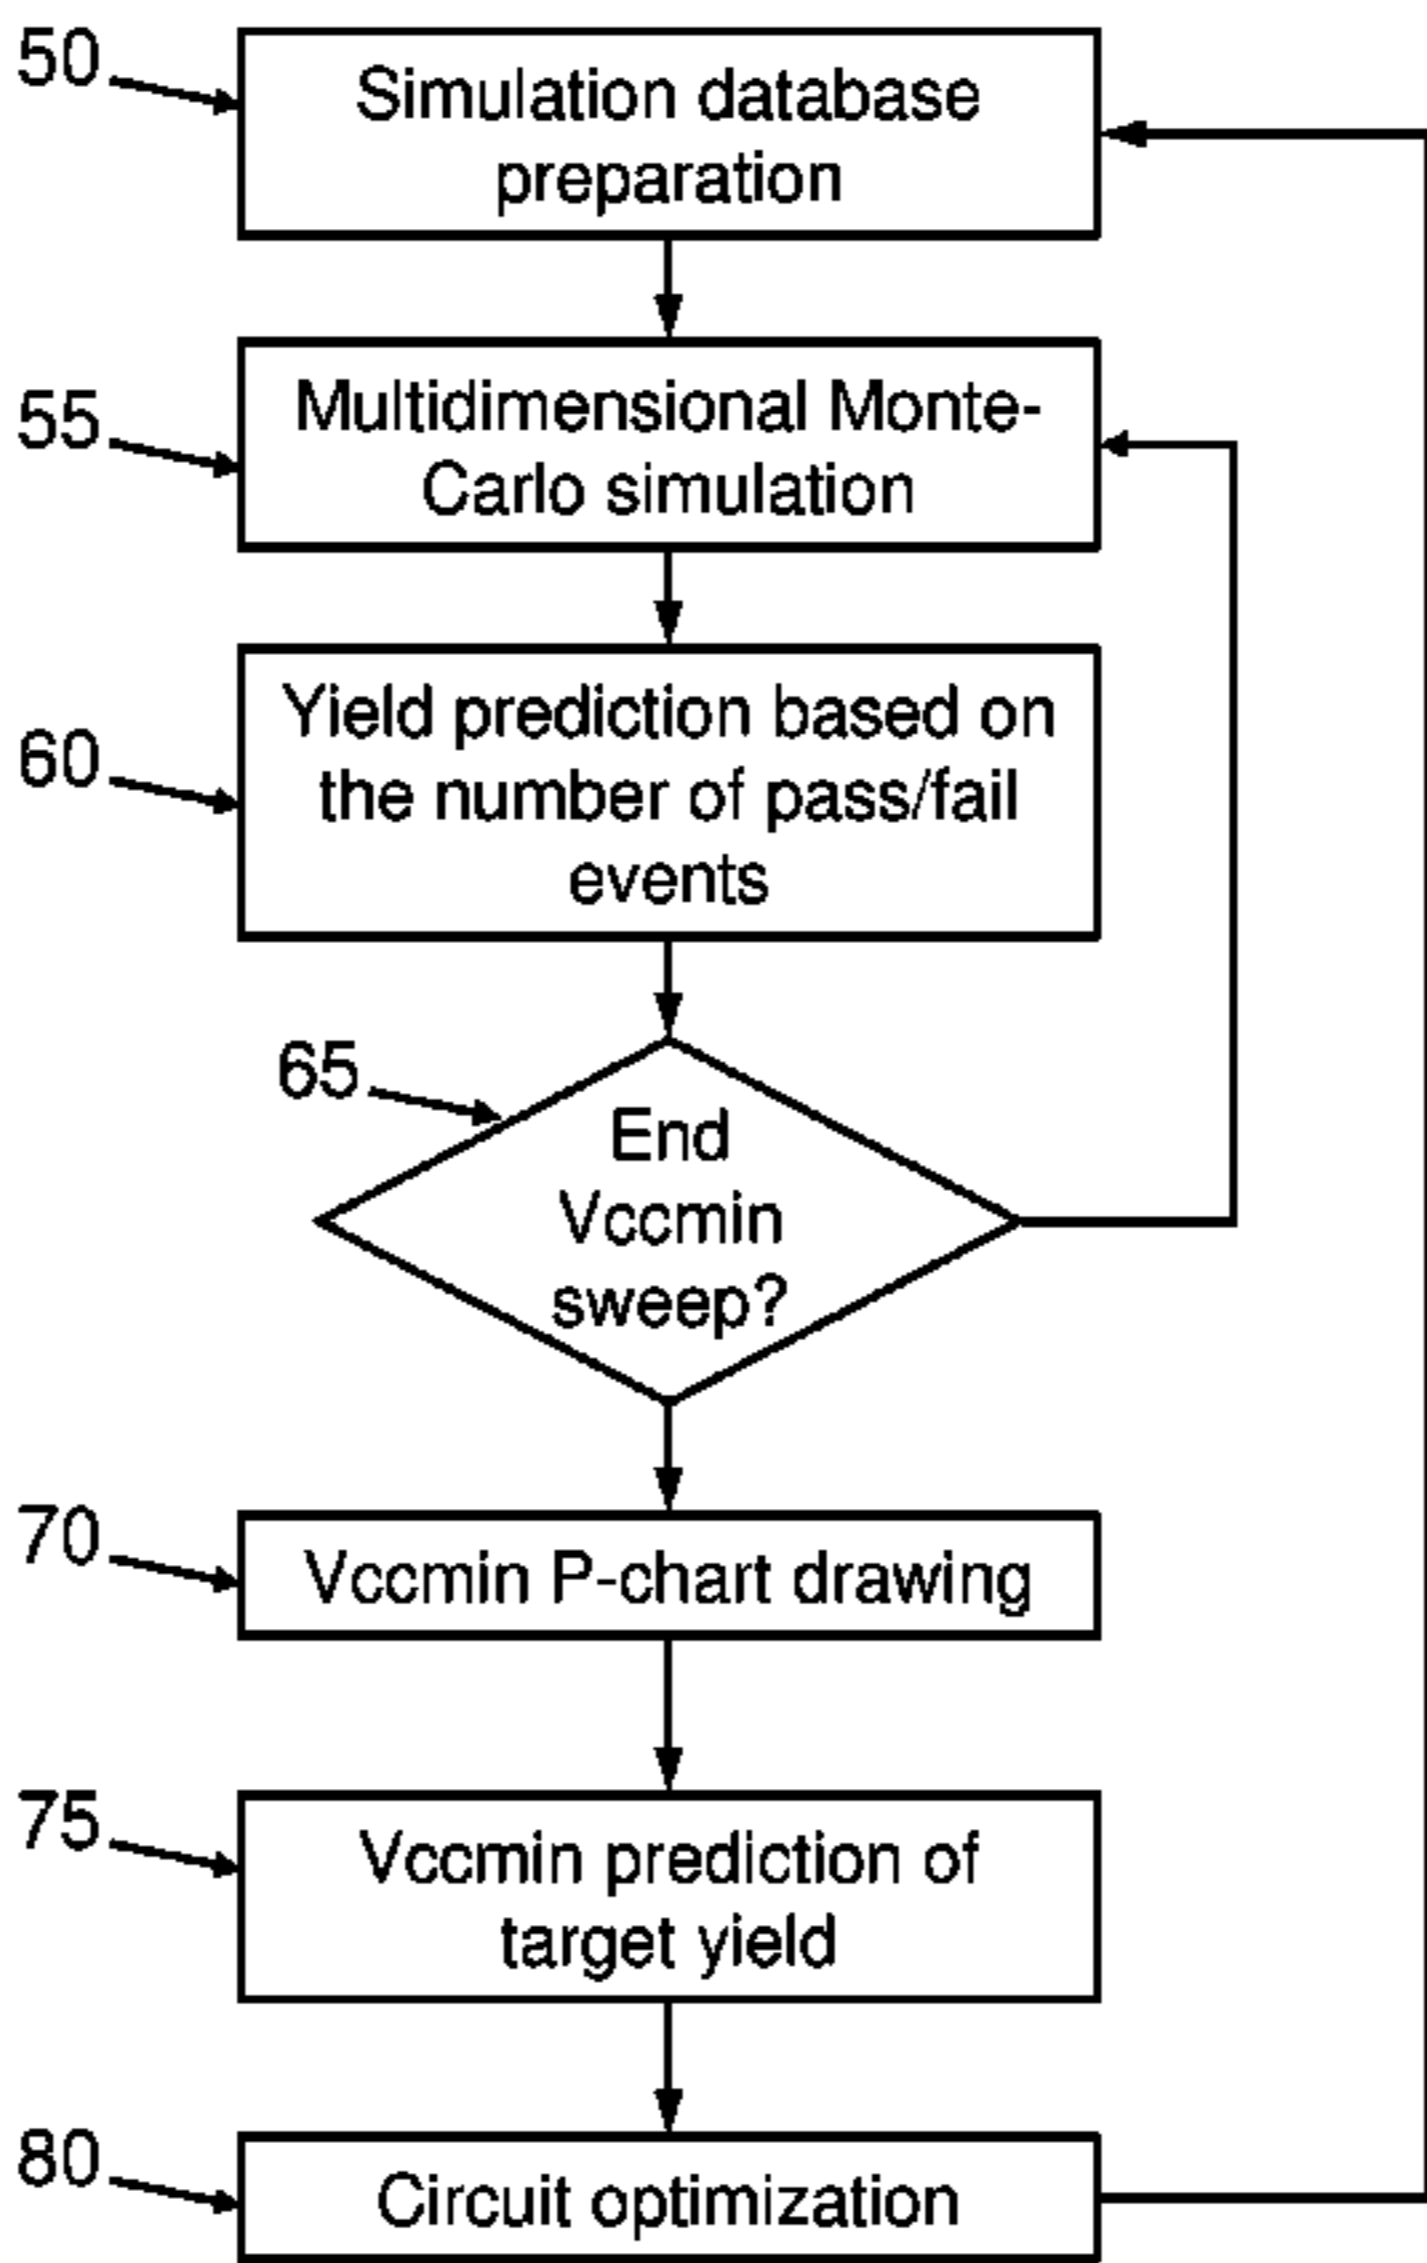 50
Simulation database
preparation
55
Multidimensional Monte-
Carlo simulation
60
Yield prediction based on
the number of pass/fail
events
65
End
Vccmin
sweep?
70
Vccmin P-chart drawing
75
Vccmin prediction of
target yield
80
Circuit optimization